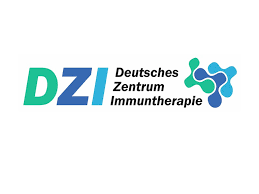 DZI
Deutsches
Zentrum
Immuntherapie